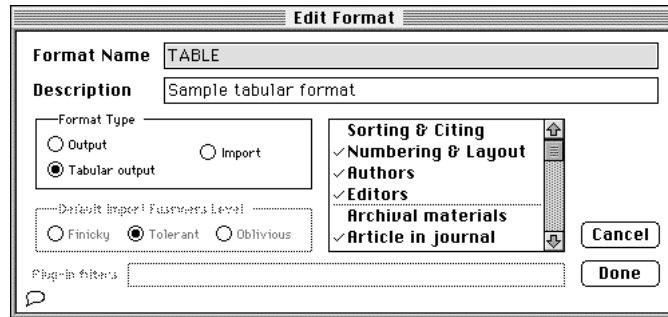 Edit Format
Format Name TABLE
Description Sample tabular format
Format Type
Output
Import
Tabular output
Default Import Fussiness Level
Finicky Tolerant Oblivious
Sorting & Citing
✓Numbering & Layout
✓Authors
✓Editors
Archival materials
✓Article in journal
Cancel
Plug-in filters
Done